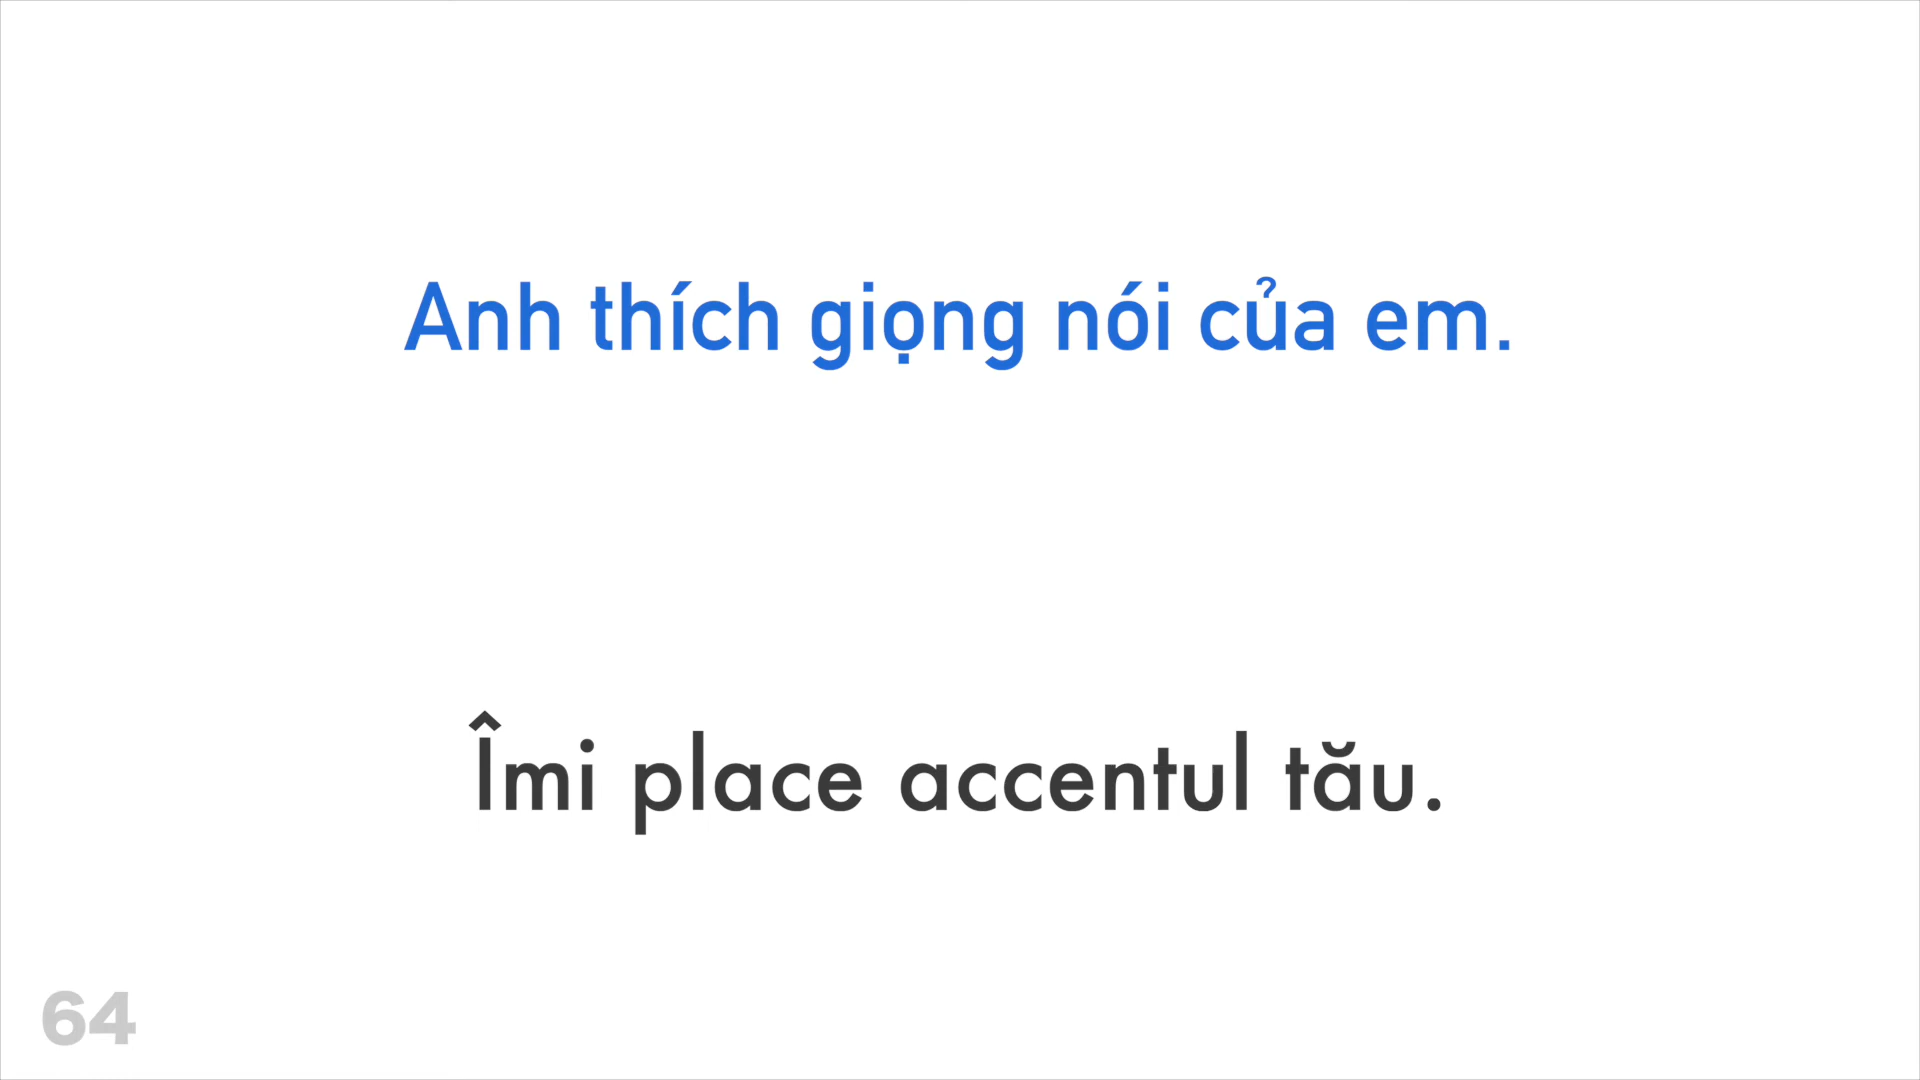 Anh thích giọng nói của em.
Îmi place accentul tău.
64